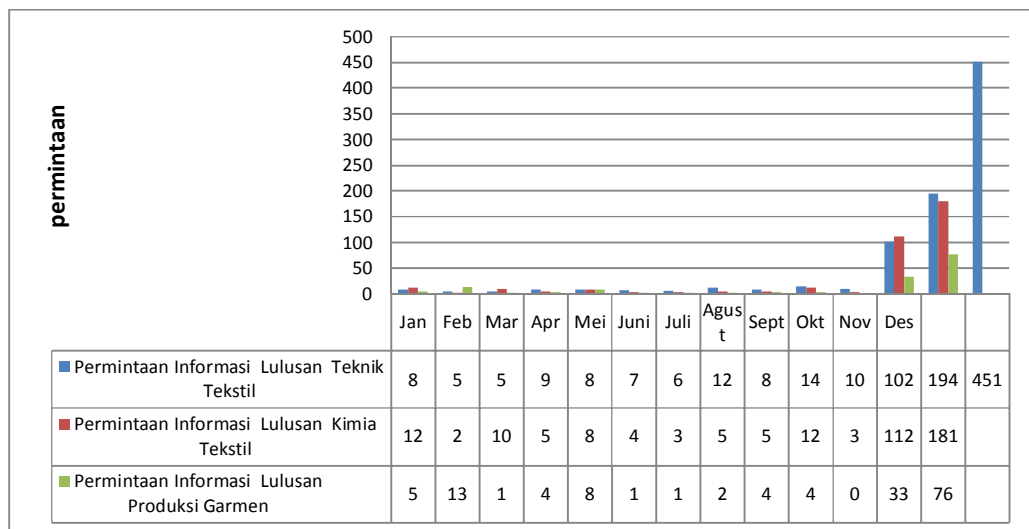 permintaan
500
450
400
350
300
250
200
150
100
50
0
Jan Feb Mar Apr Mei Juni Juli Agus Sept Okt Nov Des
t
Permintaan Informasi Lulusan Teknik
Tekstil
8 5 5 9 8 7 6 12 8 14 10 102 194 451
Permintaan Informasi Lulusan Kimia
Tekstil
12 2 10 5 8 4 3 5 5 12 3 112 181
Permintaan Informasi Lulusan
Produksi Garmen
5 13 1 4 8 1 1 2 4 4 0 33 76